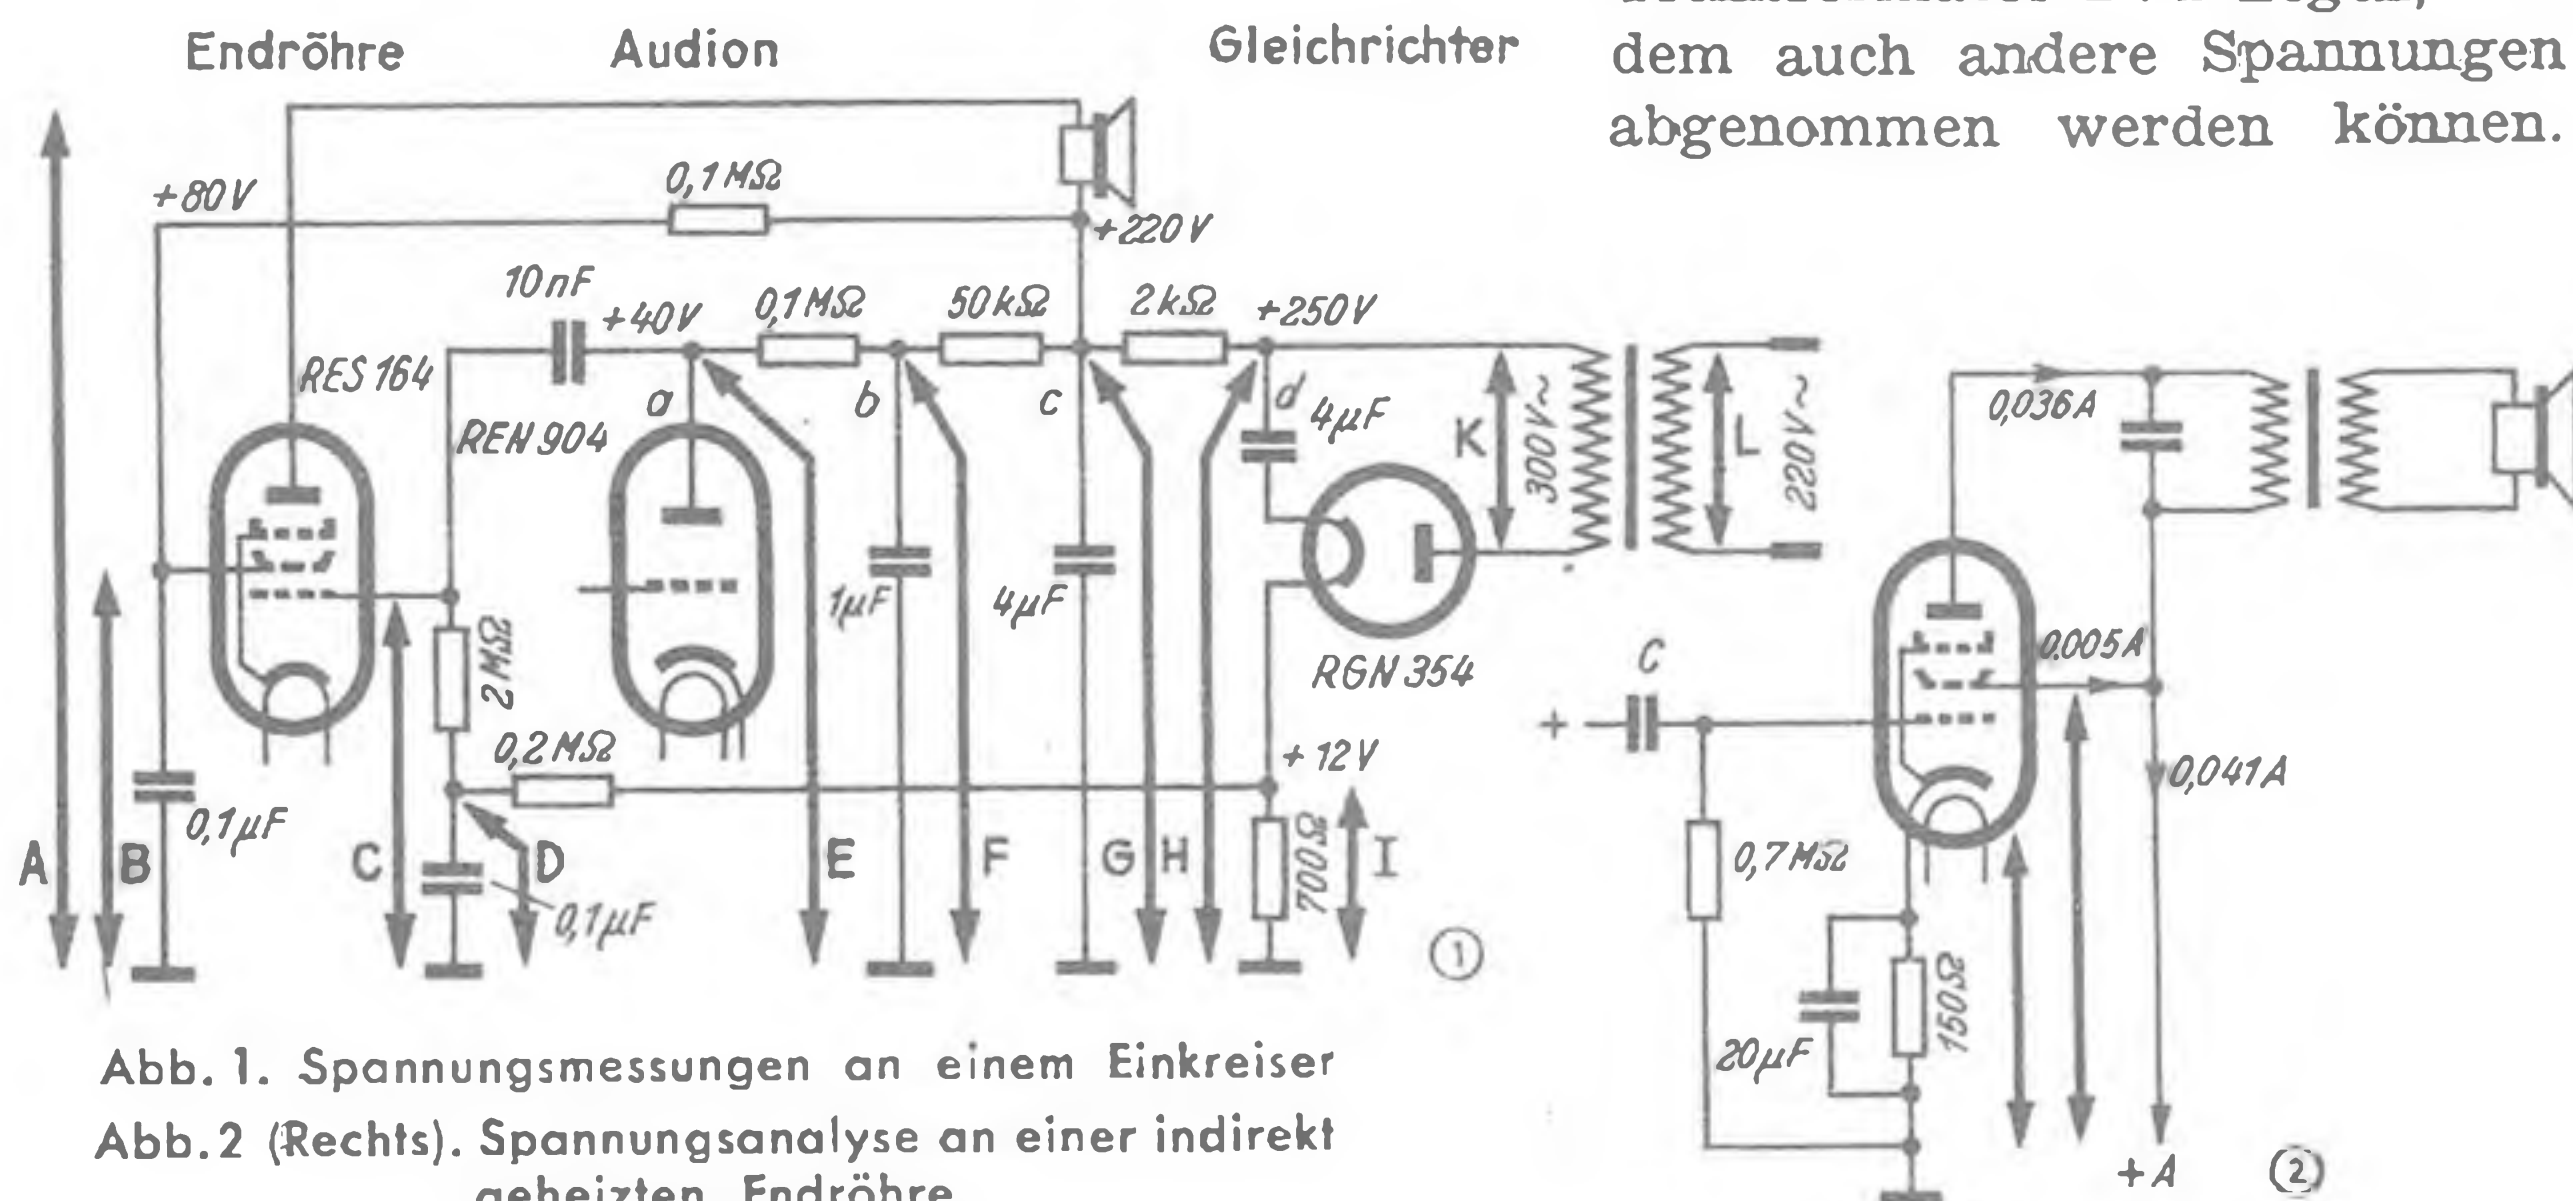 dem auch andere Spannungen
abgenommen werden können.
Endröhre Audion Gleichrichter
+80V
0,1MΩ
+220V
10nF
+40V
0,1MΩ
50kΩ
2kΩ
+250V
RES 164
REN 904
a
b
c
d
4µF
K
300V~
L
220V~
2MΩ
1µF
4µF
RGN 354
0,2MΩ
+12V
0,1µF
A
B
C
D
E
F
G
H
700Ω
I
0,1µF
1
0,036A
0.005A
C
+
0,041A
0,7MΩ
150Ω
20µF
+A
2
Abb. 1. Spannungsmessungen an einem Einkreiser
Abb. 2 (Rechts). Spannungsanalyse an einer indirekt
geheizten Endröhre